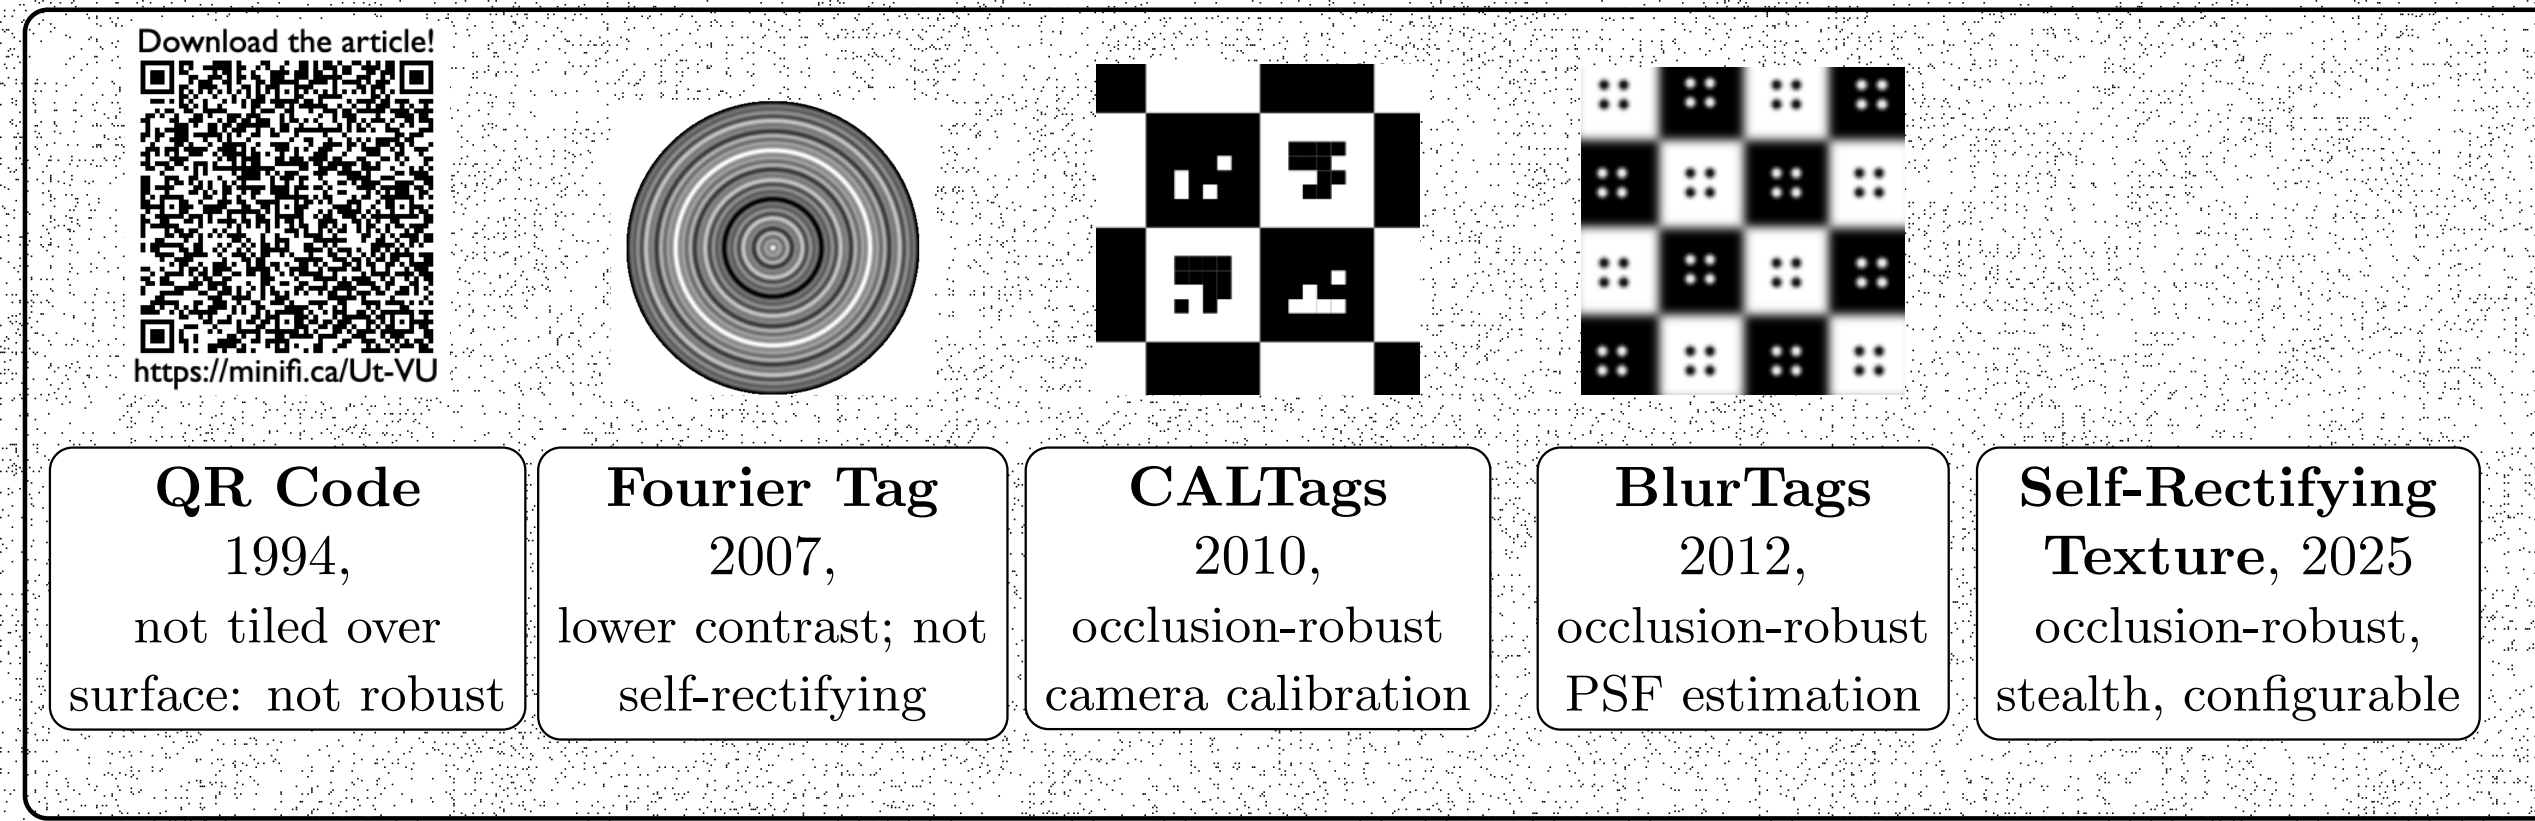 Download the article!
https://minifi.ca/Ut-VU
QR Code
1994,
not tiled over
surface: not robust
Fourier Tag
2007,
lower contrast; not
self-rectifying
CALTags
2010,
occlusion-robust
camera calibration
BlurTags
2012,
occlusion-robust
PSF estimation
Self-Rectifying
Texture, 2025
occlusion-robust,
stealth, configurable